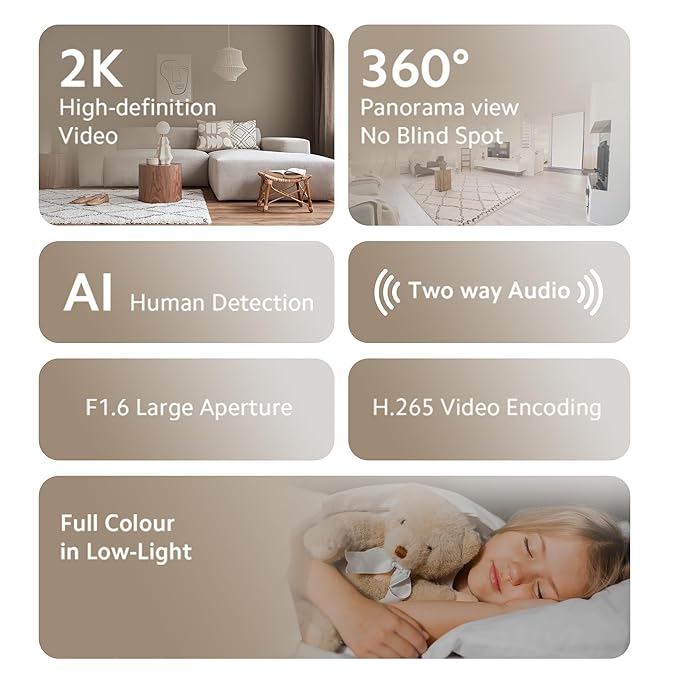 2K
High-definition
Video
360°
Panorama view
No Blind Spot
AI Human Detection
Two way Audio
F1.6 Large Aperture
H.265 Video Encoding
Full Colour
in Low-Light